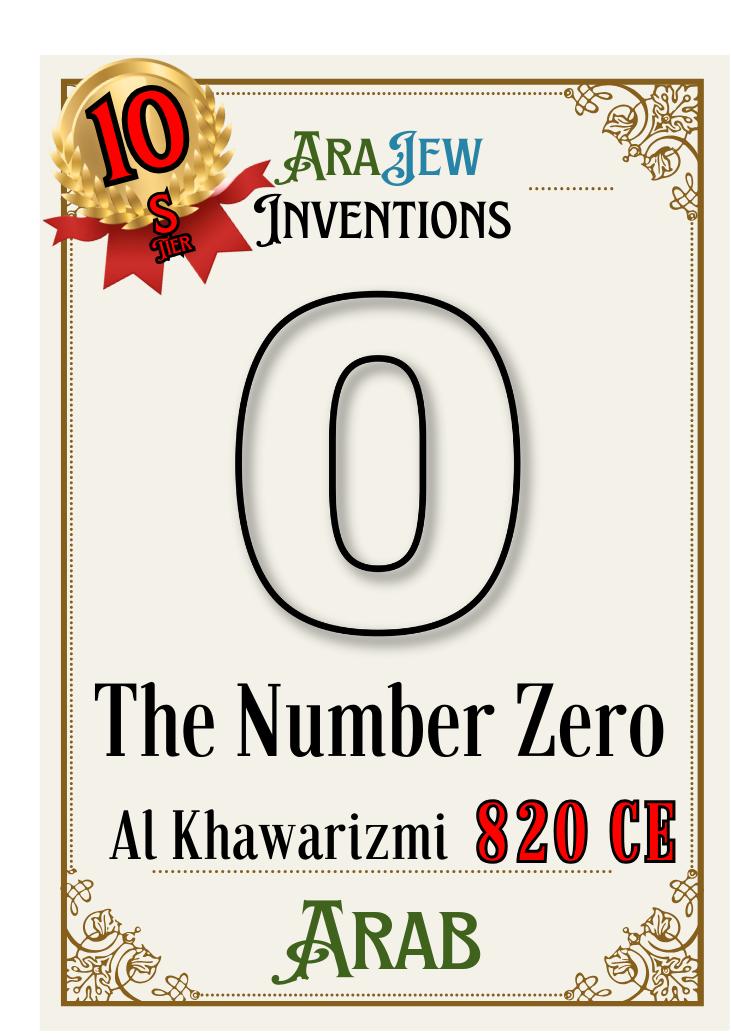 10
S
TIER
ARAJEW
INVENTIONS
0
The Number Zero
Al Khawarizmi 820 CE
ARAB